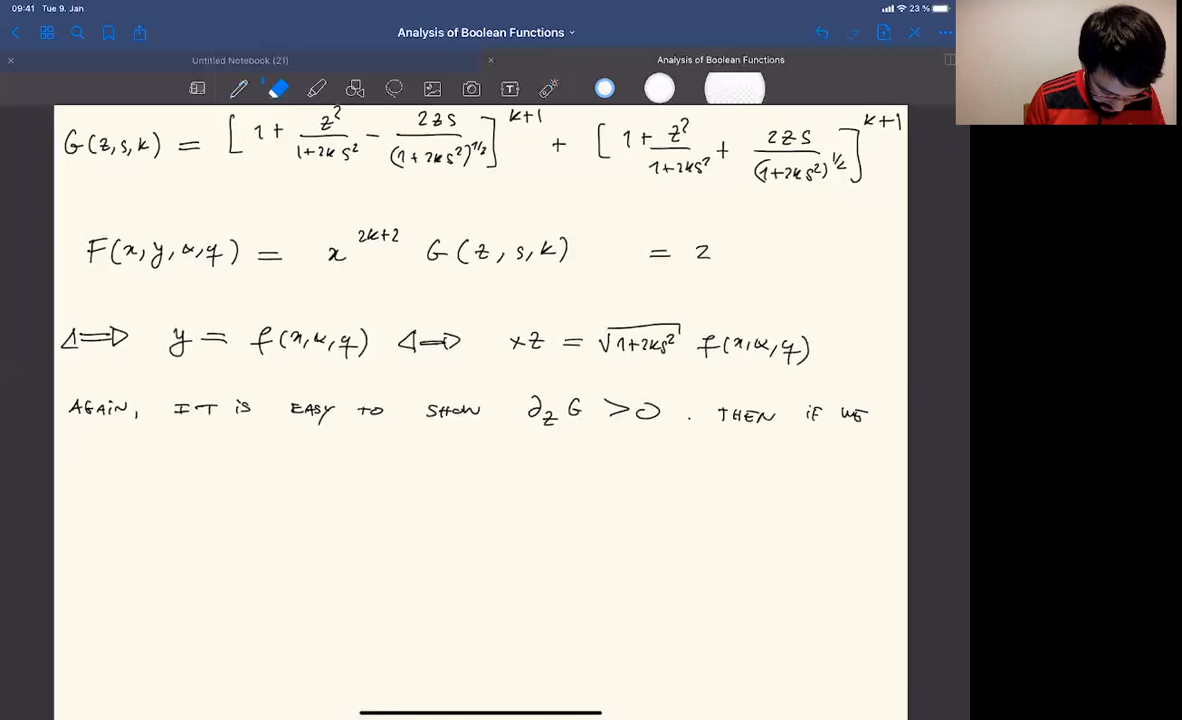 09:41 Tue 9. Jan 23 %
Analysis of Boolean Functions
Untitled Notebook (21) Analysis of Boolean Functions
G(z,s,k) = [1 + z²/(1+2ks²) − 2zs/(1+2ks²)^{1/2}]^{k+1} + [1 + z²/(1+2ks²) + 2zs/(1+2ks²)^{1/2}]^{k+1}
F(x,y,α,q) = x^{2k+2} G(z,s,k) = 2
⇔ y = f(x,α,q) ⇔ xz = √(1+2ks²) f(x,α,q)
AGAIN, IT IS EASY TO SHOW ∂_z G > 0 . THEN IF WE